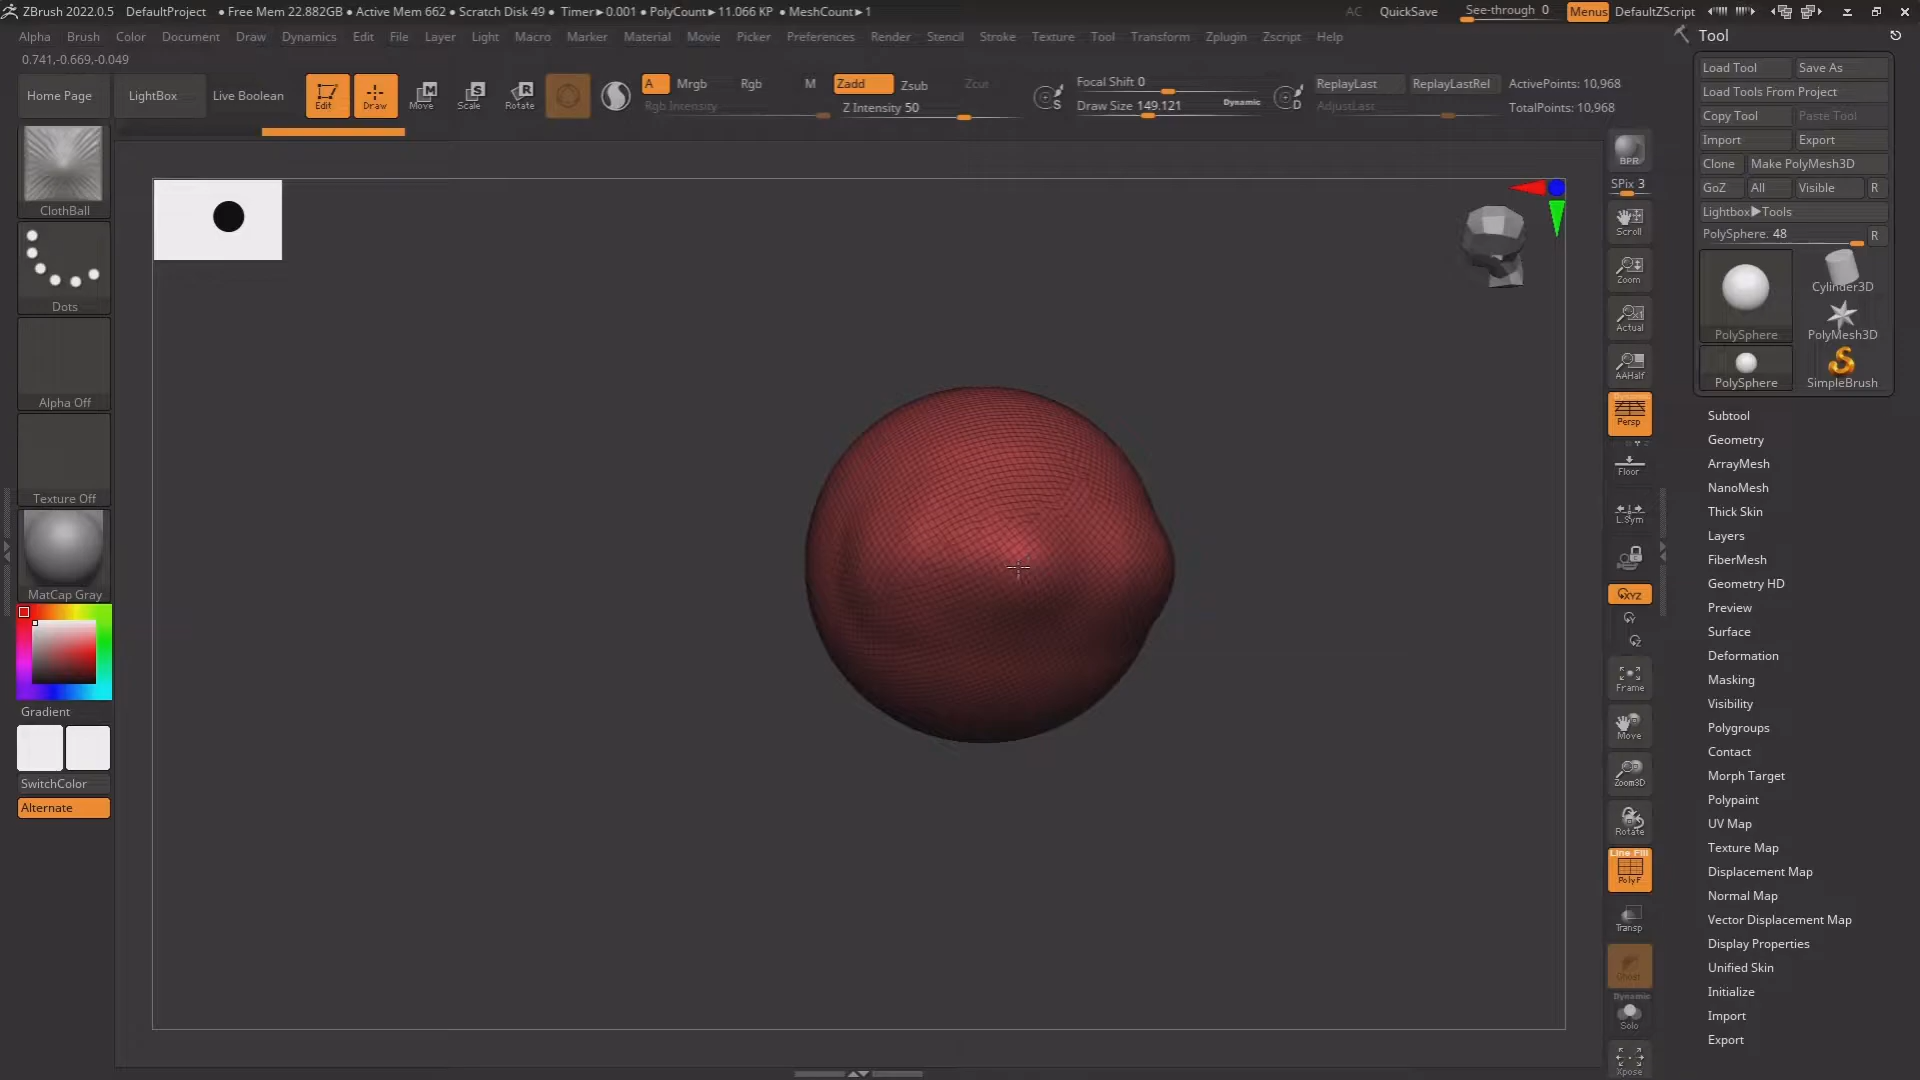 ZBrush 2022.0.5 DefaultProject • Free Mem 22.882GB • Active Mem 662 • Scratch Disk 49 • Timer►0.001 • PolyCount►11.066 KP • MeshCount►1 AC QuickSave See-through 0 Menus DefaultZScript
Alpha Brush Color Document Draw Dynamics Edit File Layer Light Macro Marker Material Movie Picker Preferences Render Stencil Stroke Texture Tool Transform Zplugin Zscript Help
0.741,-0.669,-0.049
Home Page LightBox Live Boolean Edit Draw Move Scale Rotate
A Mrgb Rgb M Zadd Zsub Zcut
Rgb Intensity Z Intensity 50
Focal Shift 0
Draw Size 149.121 Dynamic
ReplayLast ReplayLastRel ActivePoints: 10,968
AdjustLast TotalPoints: 10,968
ClothBall
Dots
Alpha Off
Texture Off
MatCap Gray
Gradient
SwitchColor
Alternate
BPR
SPix 3
Scroll
Zoom
Actual
AAHalf
Dynamic
Persp
Floor
L.Sym
XYZ
Y
Z
Frame
Move
Zoom3D
Rotate
Line Fill
PolyF
Transp
Ghost
Dynamic
Solo
Xpose
Tool
Load Tool Save As
Load Tools From Project
Copy Tool Paste Tool
Import Export
Clone Make PolyMesh3D
GoZ All Visible R
Lightbox►Tools
PolySphere. 48 R
PolySphere Cylinder3D
PolyMesh3D
PolySphere SimpleBrush
Subtool
Geometry
ArrayMesh
NanoMesh
Thick Skin
Layers
FiberMesh
Geometry HD
Preview
Surface
Deformation
Masking
Visibility
Polygroups
Contact
Morph Target
Polypaint
UV Map
Texture Map
Displacement Map
Normal Map
Vector Displacement Map
Display Properties
Unified Skin
Initialize
Import
Export